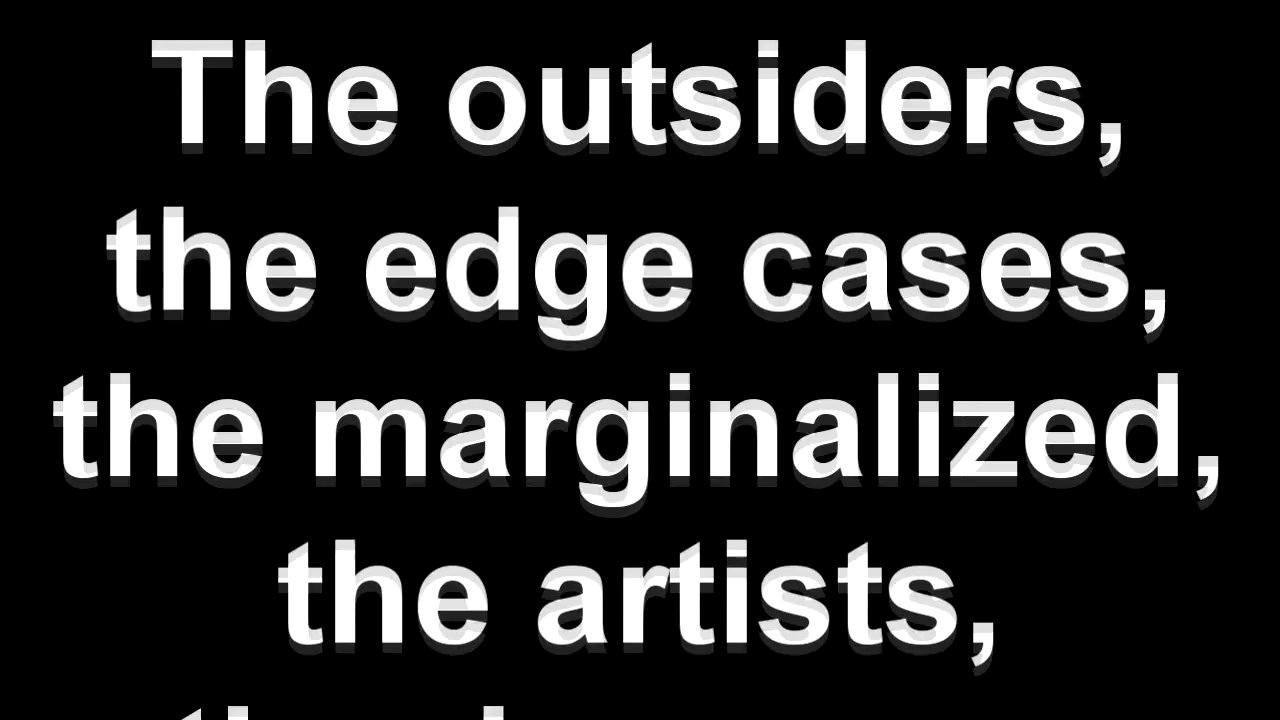 The outsiders,
the edge cases,
the marginalized,
the artists,